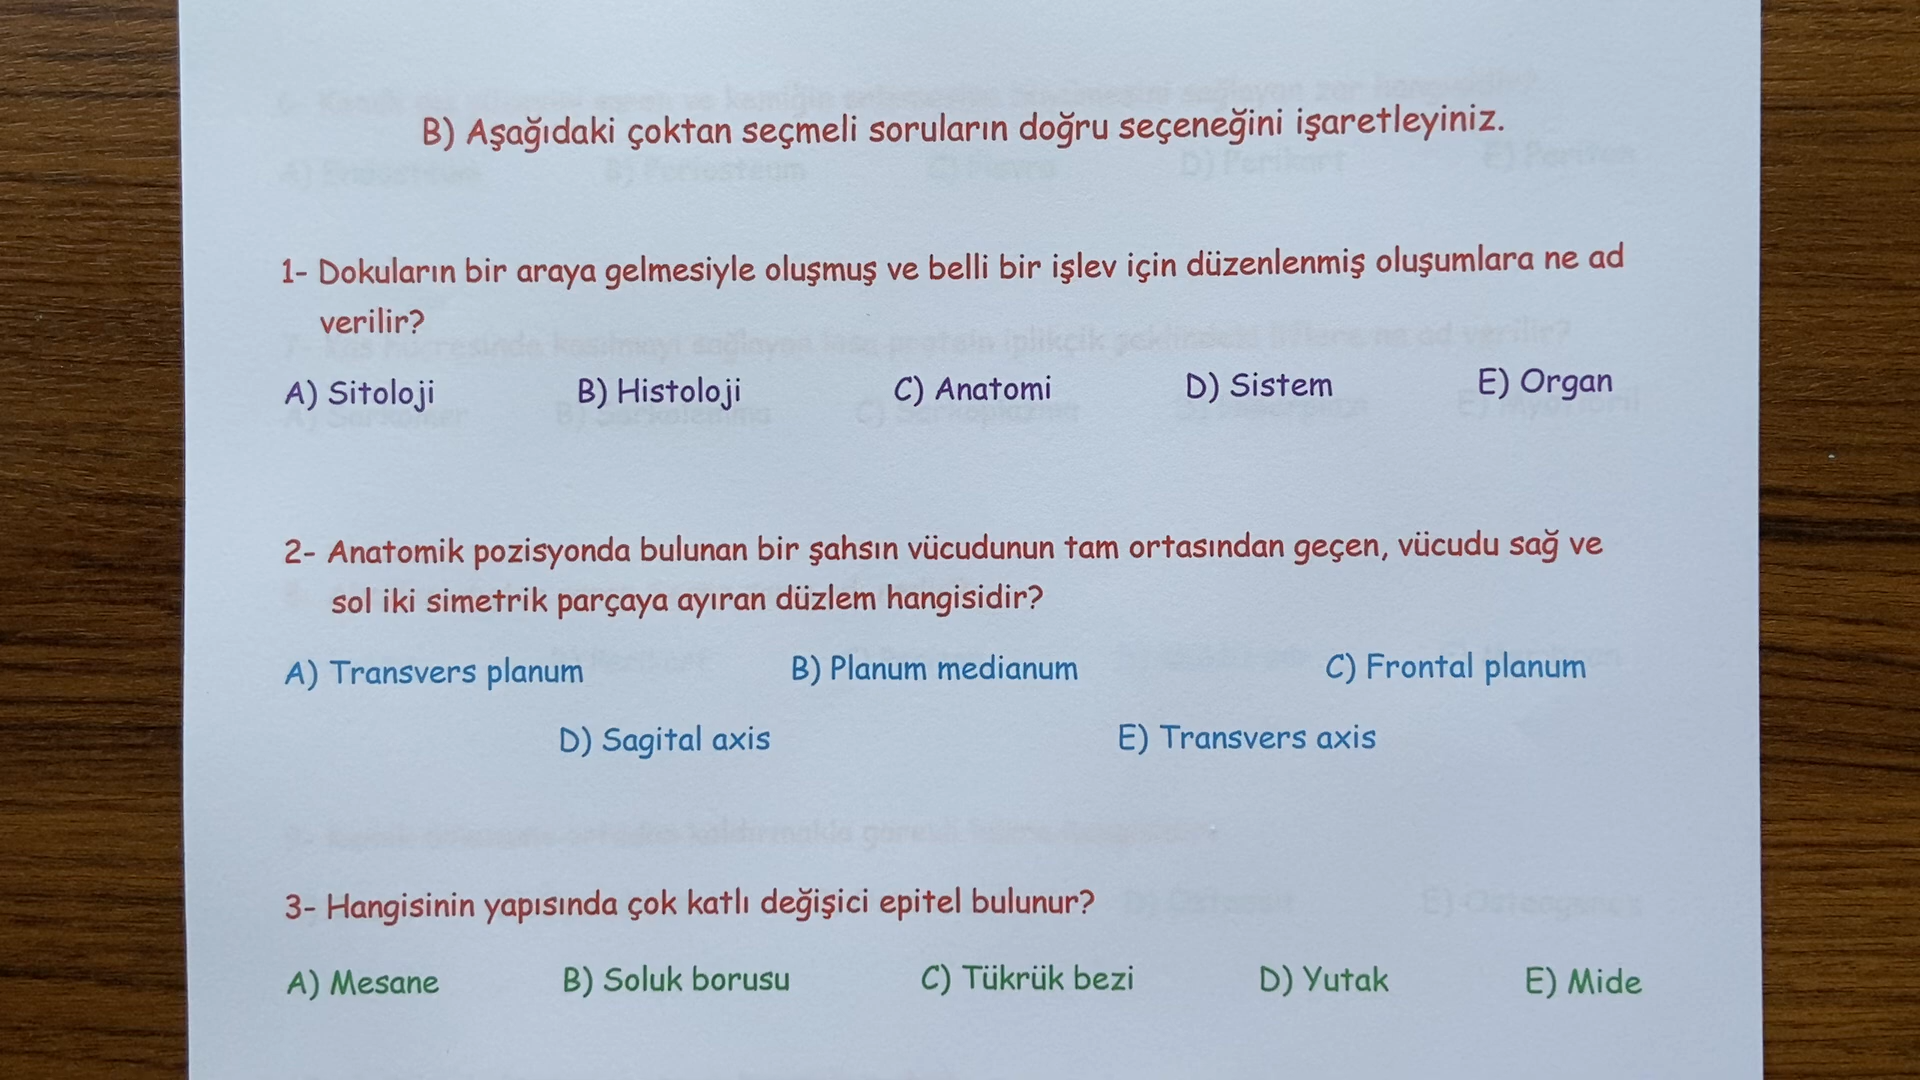 B) Aşağıdaki çoktan seçmeli soruların doğru seçeneğini işaretleyiniz.
1- Dokuların bir araya gelmesiyle oluşmuş ve belli bir işlev için düzenlenmiş oluşumlara ne ad
verilir?
A) Sitoloji B) Histoloji C) Anatomi D) Sistem E) Organ
2- Anatomik pozisyonda bulunan bir şahsın vücudunun tam ortasından geçen, vücudu sağ ve
sol iki simetrik parçaya ayıran düzlem hangisidir?
A) Transvers planum B) Planum medianum C) Frontal planum
D) Sagital axis E) Transvers axis
3- Hangisinin yapısında çok katlı değişici epitel bulunur?
A) Mesane B) Soluk borusu C) Tükrük bezi D) Yutak E) Mide